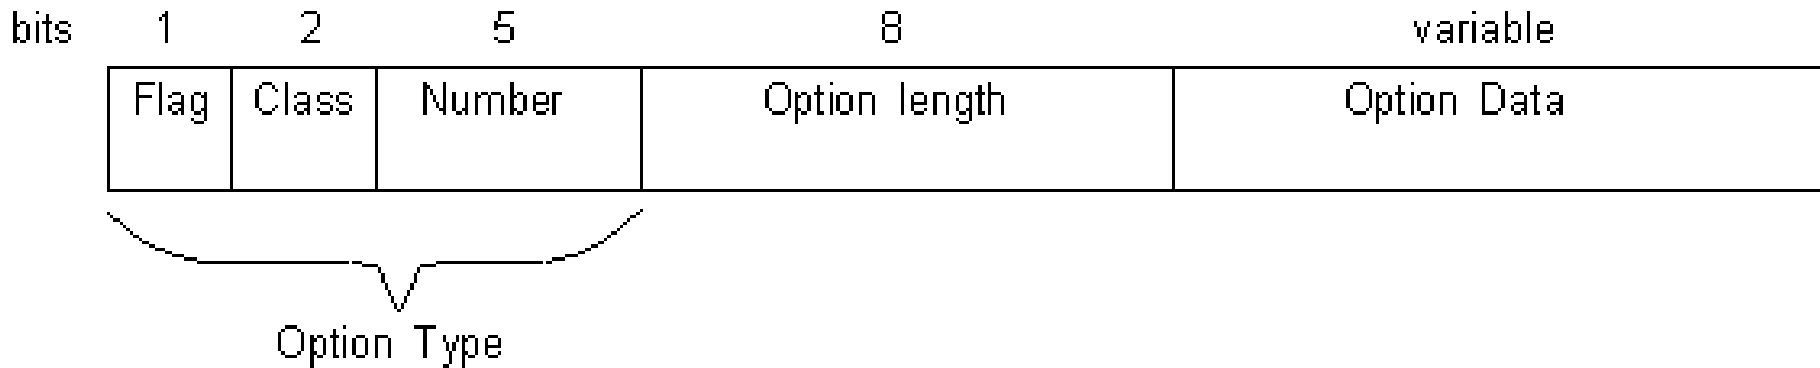 bits 1 2 5 8 variable
Flag Class Number Option length Option Data
Option Type